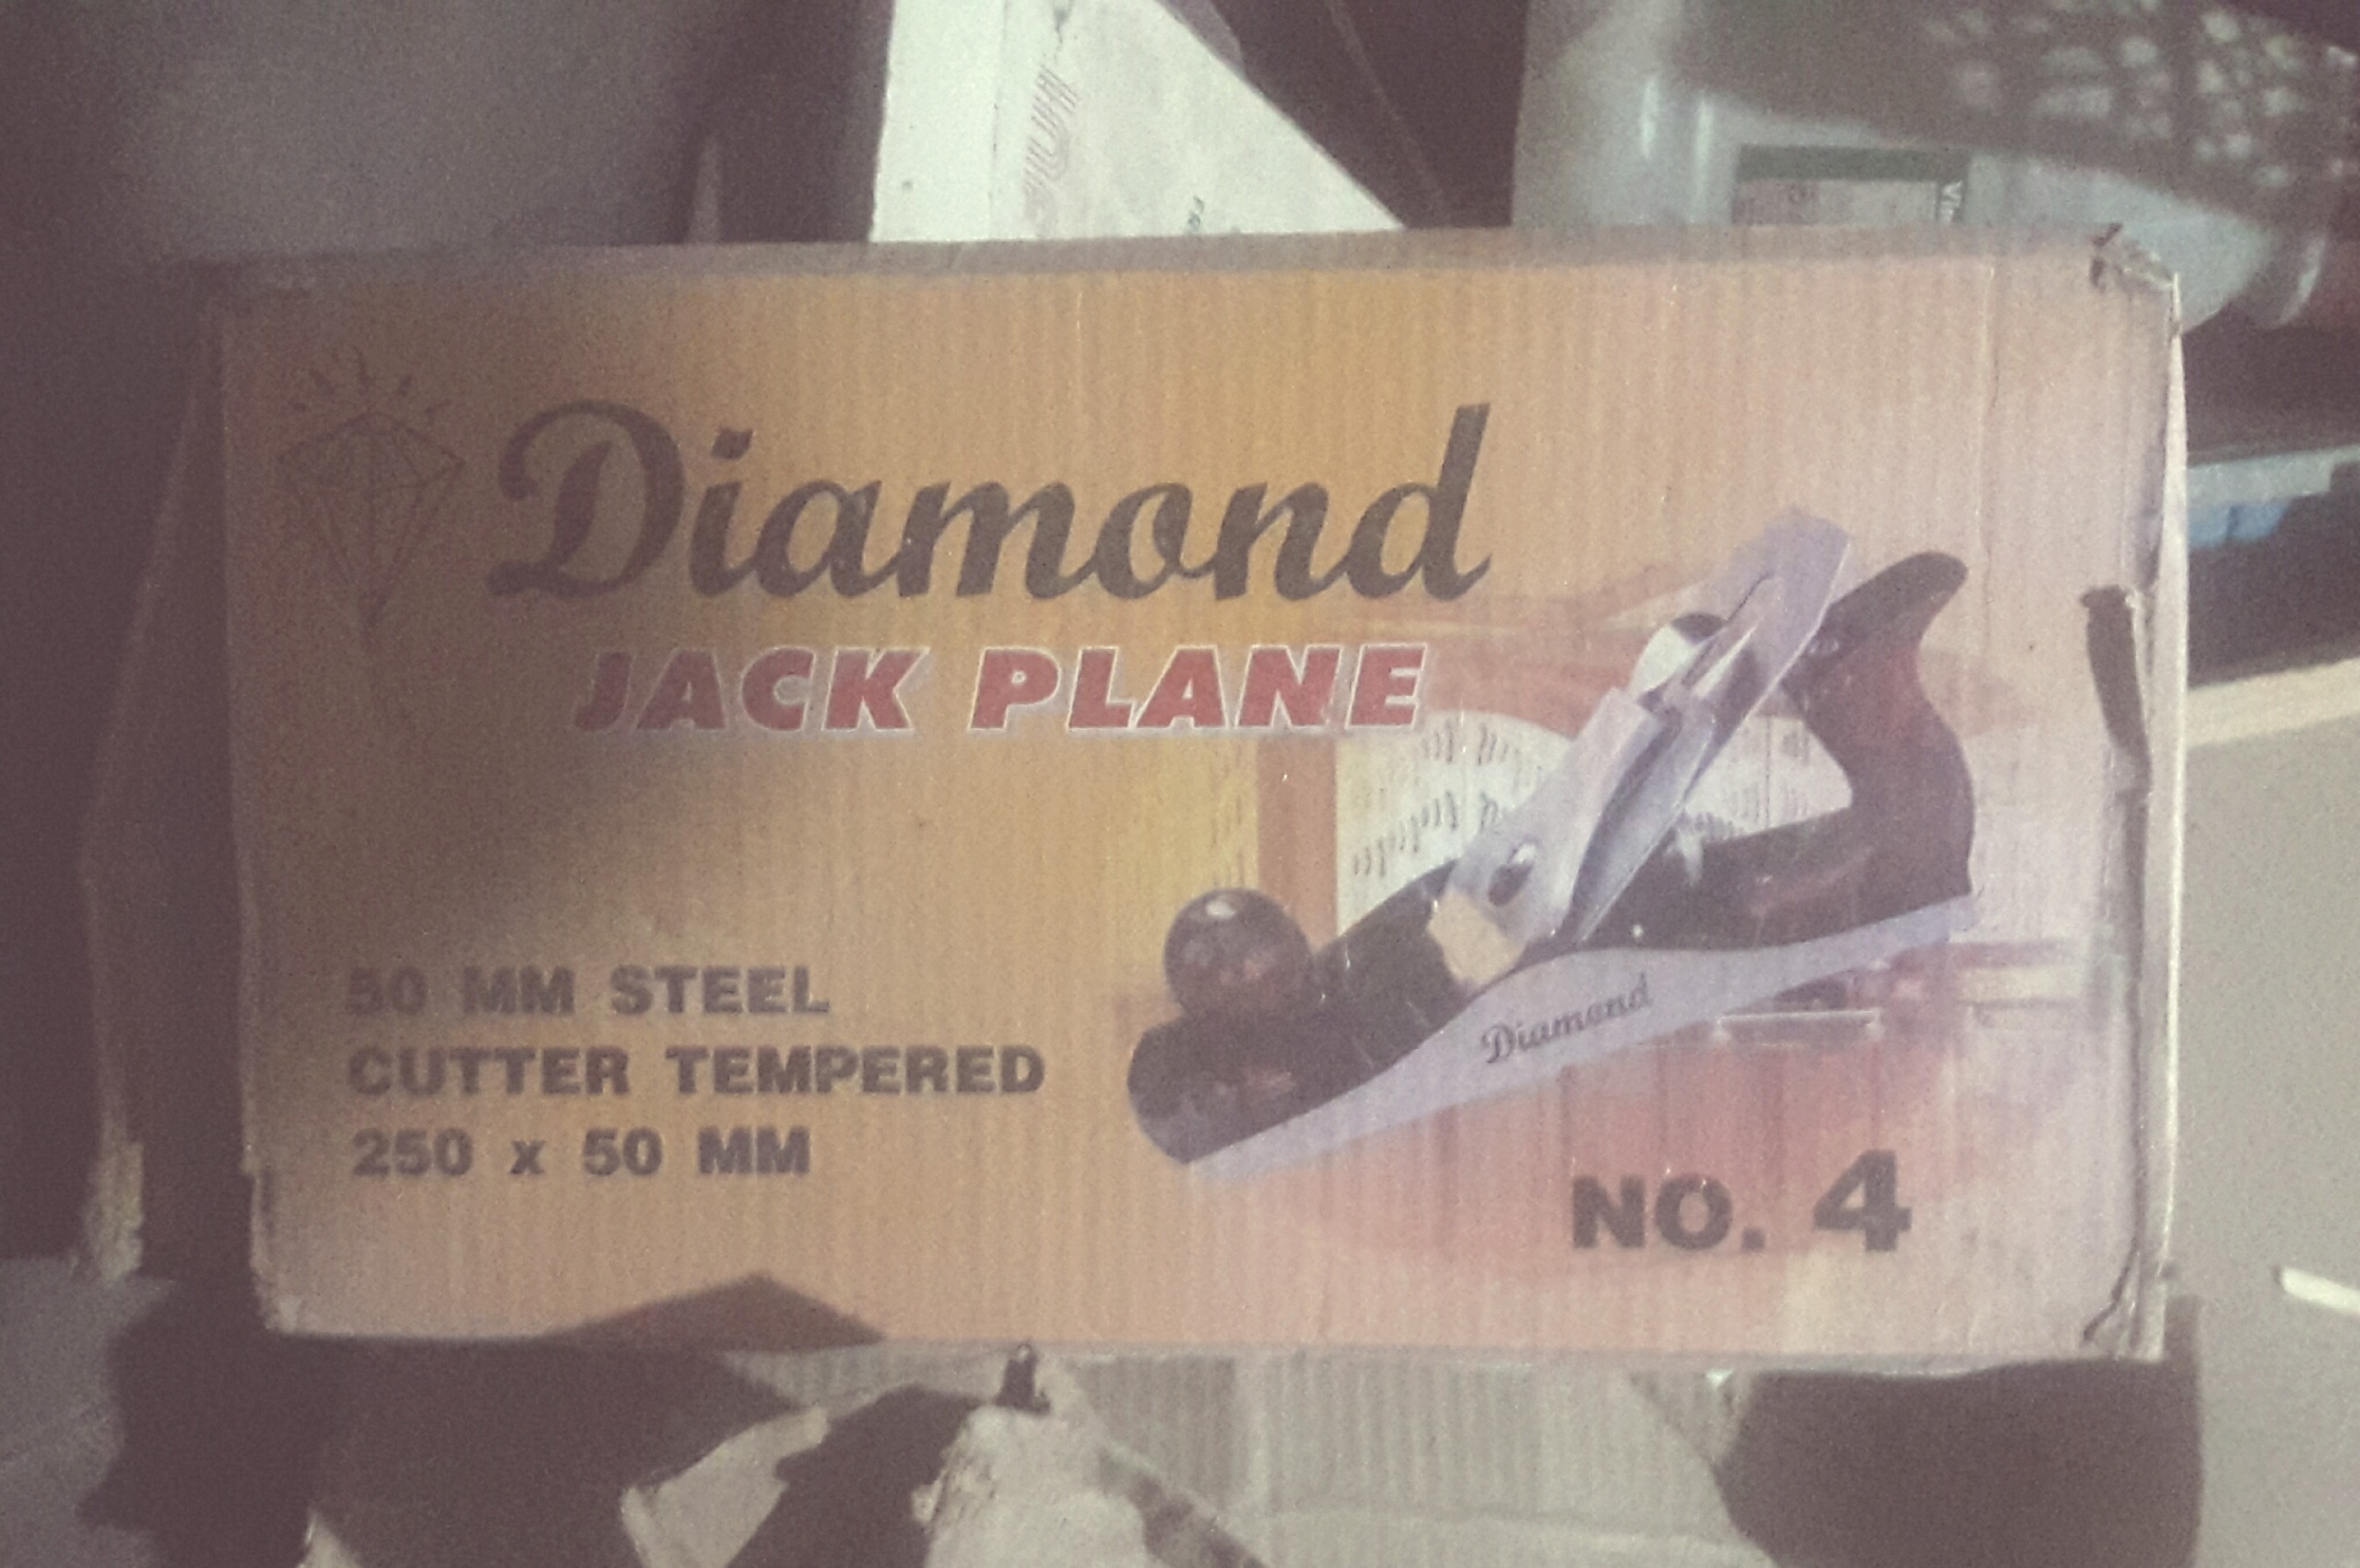 Diamond
JACK PLANE
50 MM STEEL
CUTTER TEMPERED
250 x 50 MM
Diamond
NO. 4